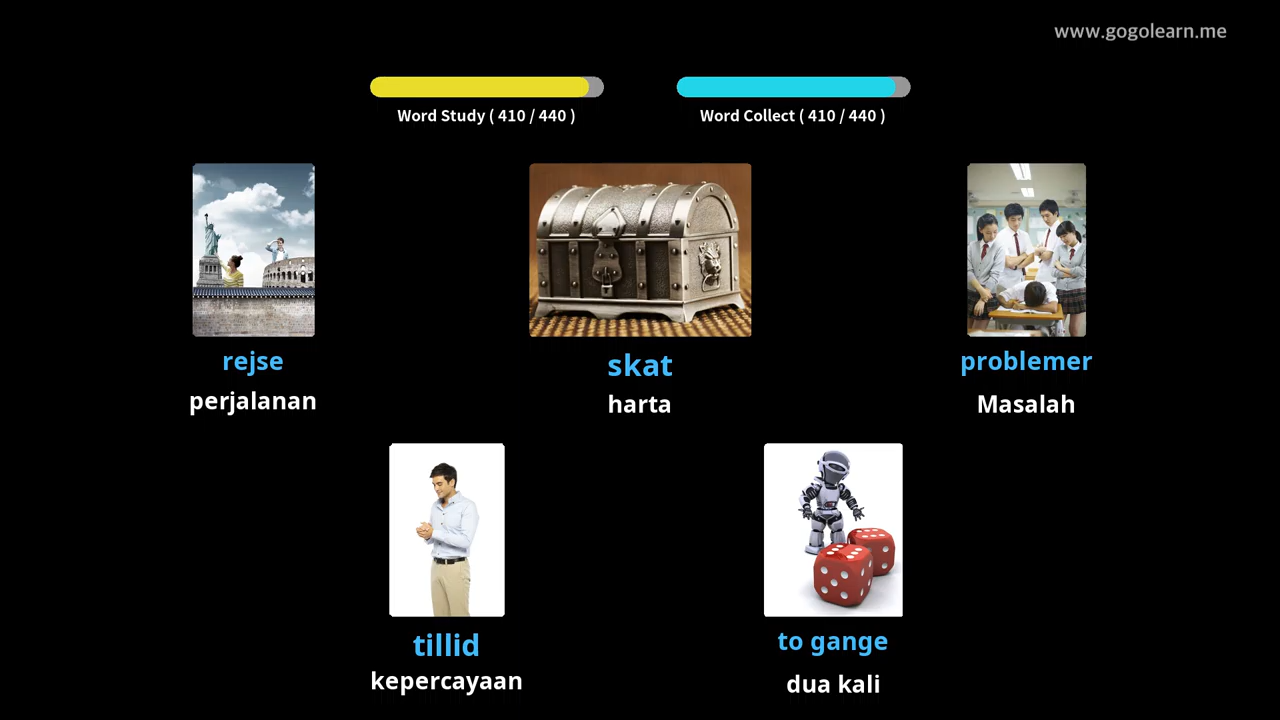 www.gogolearn.me
Word Study ( 410 / 440 )
Word Collect ( 410 / 440 )
rejse
perjalanan
skat
harta
problemer
Masalah
tillid
kepercayaan
to gange
dua kali